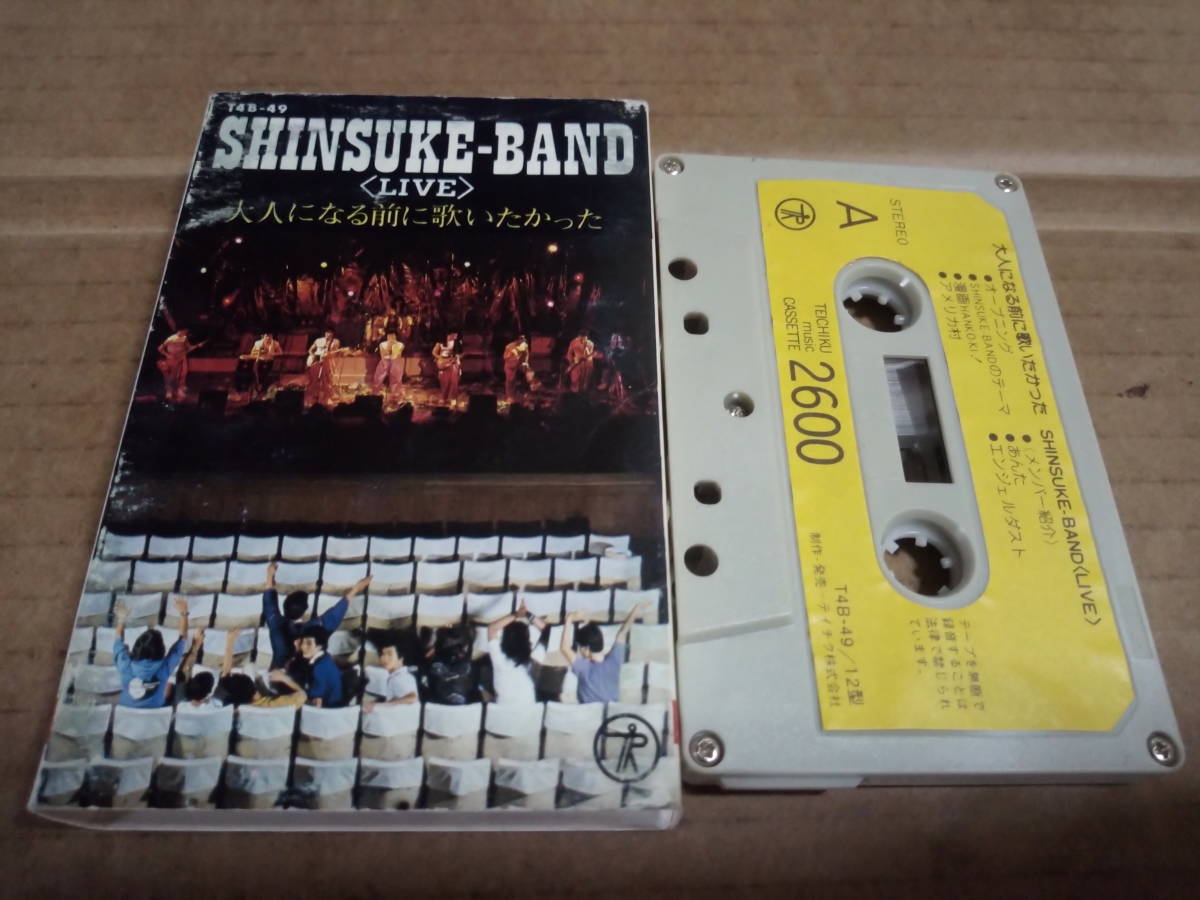 T4B-49
SHINSUKE-BAND
〈LIVE〉
大人になる前に歌いたかった
STEREO
A
TEICHIKU
music
CASSETTE
2600
大人になる前に歌いたかった SHINSUKE-BAND〈LIVE〉
●オープニング
●SHINSUKE-BANDのテーマ
●漫画HANKOKI!
●アメリカ村
●〈メンバー紹介〉
●あんた
●エンジェルダスト
T4B-49/12型
制作・発売－テイチク株式会社
テープを無断で
録音することは
法律で禁じられ
ています。